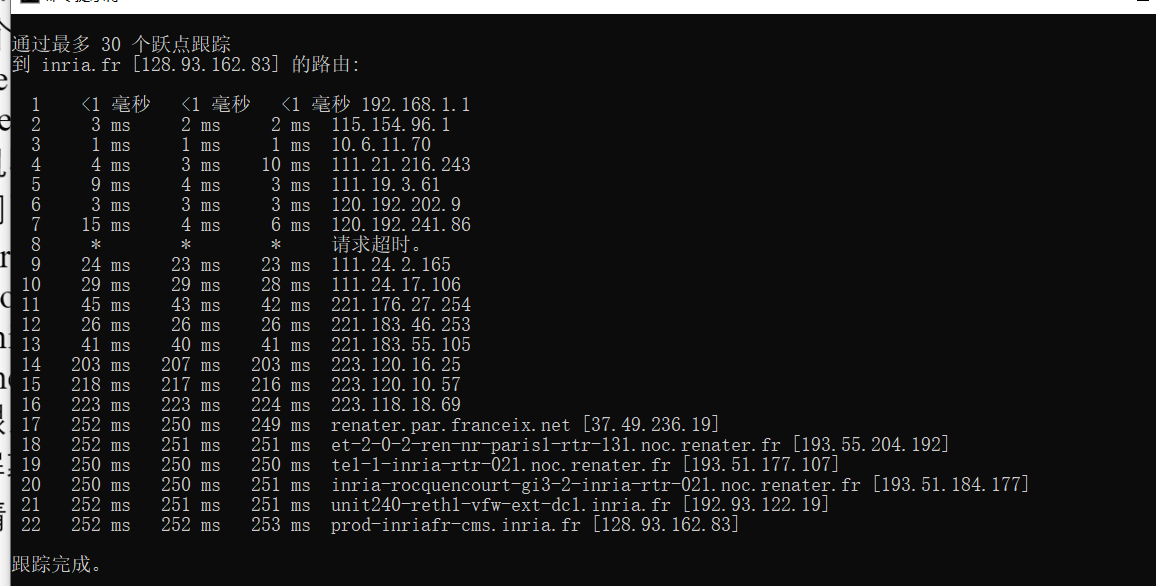 通过最多 30 个跃点跟踪
到 inria.fr [128.93.162.83] 的路由:
1 <1 毫秒 <1 毫秒 <1 毫秒 192.168.1.1
2 3 ms 2 ms 2 ms 115.154.96.1
3 1 ms 1 ms 1 ms 10.6.11.70
4 4 ms 3 ms 10 ms 111.21.216.243
5 9 ms 4 ms 3 ms 111.19.3.61
6 3 ms 3 ms 3 ms 120.192.202.9
7 15 ms 4 ms 6 ms 120.192.241.86
8 * * * 请求超时。
9 24 ms 23 ms 23 ms 111.24.2.165
10 29 ms 29 ms 28 ms 111.24.17.106
11 45 ms 43 ms 42 ms 221.176.27.254
12 26 ms 26 ms 26 ms 221.183.46.253
13 41 ms 40 ms 41 ms 221.183.55.105
14 203 ms 207 ms 203 ms 223.120.16.25
15 218 ms 217 ms 216 ms 223.120.10.57
16 223 ms 223 ms 224 ms 223.118.18.69
17 252 ms 250 ms 249 ms renater.par.franceix.net [37.49.236.19]
18 252 ms 251 ms 251 ms et-2-0-2-ren-nr-paris1-rtr-131.noc.renater.fr [193.55.204.192]
19 250 ms 250 ms 250 ms tel-1-inria-rtr-021.noc.renater.fr [193.51.177.107]
20 250 ms 250 ms 251 ms inria-rocquencourt-gi3-2-inria-rtr-021.noc.renater.fr [193.51.184.177]
21 252 ms 251 ms 251 ms unit240-reth1-vfw-ext-dc1.inria.fr [192.93.122.19]
22 252 ms 252 ms 253 ms prod-inriafr-cms.inria.fr [128.93.162.83]
跟踪完成。